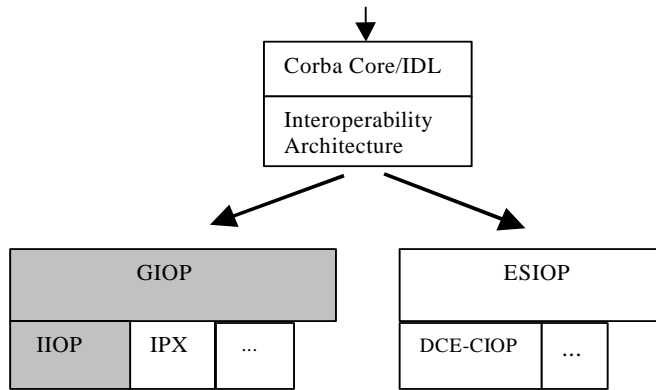 Corba Core/IDL
Interoperability
Architecture
GIOP
ESIOP
IIOP
IPX
...
DCE-CIOP
...